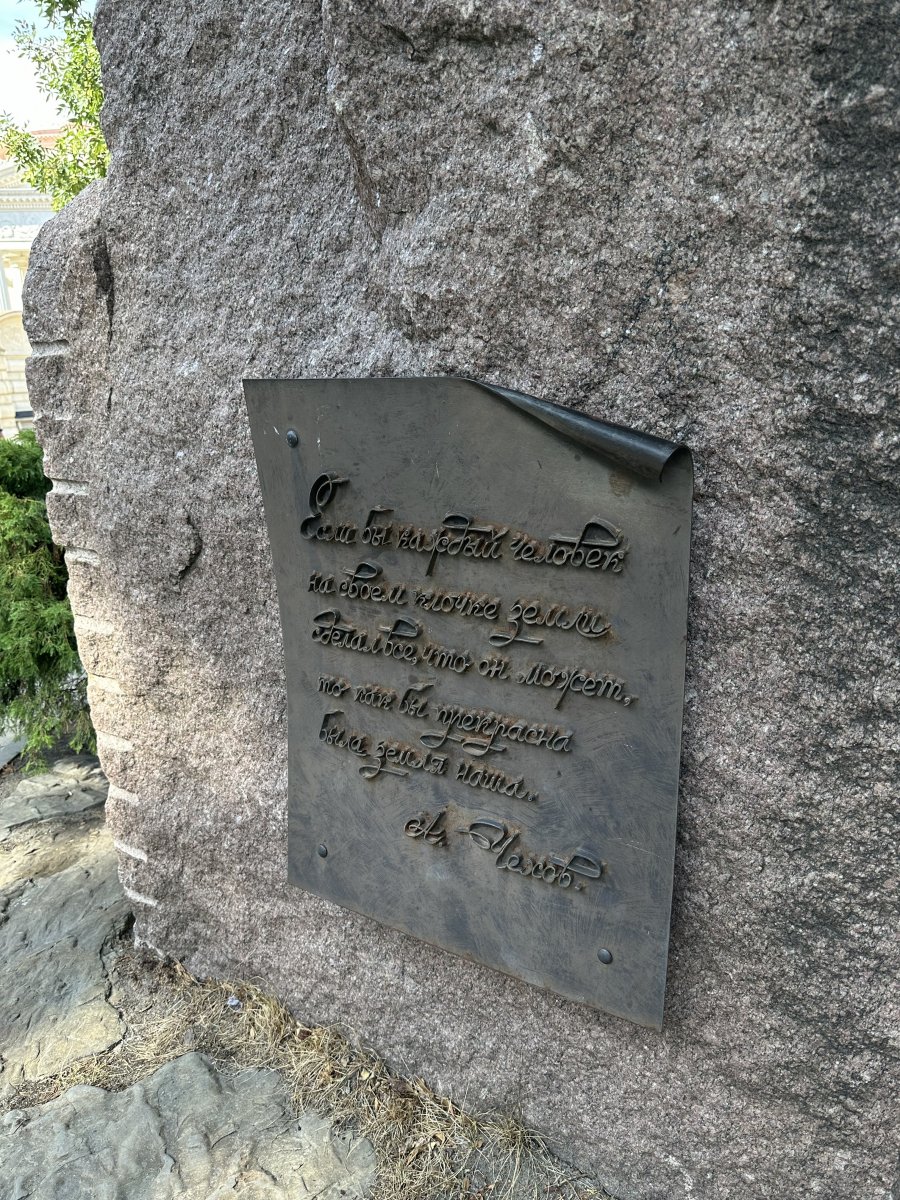 Если бы каждый человек
на своем клочке земли
сделал все, что он может,
то как бы прекрасна
была земля наша.
А. Чехов.